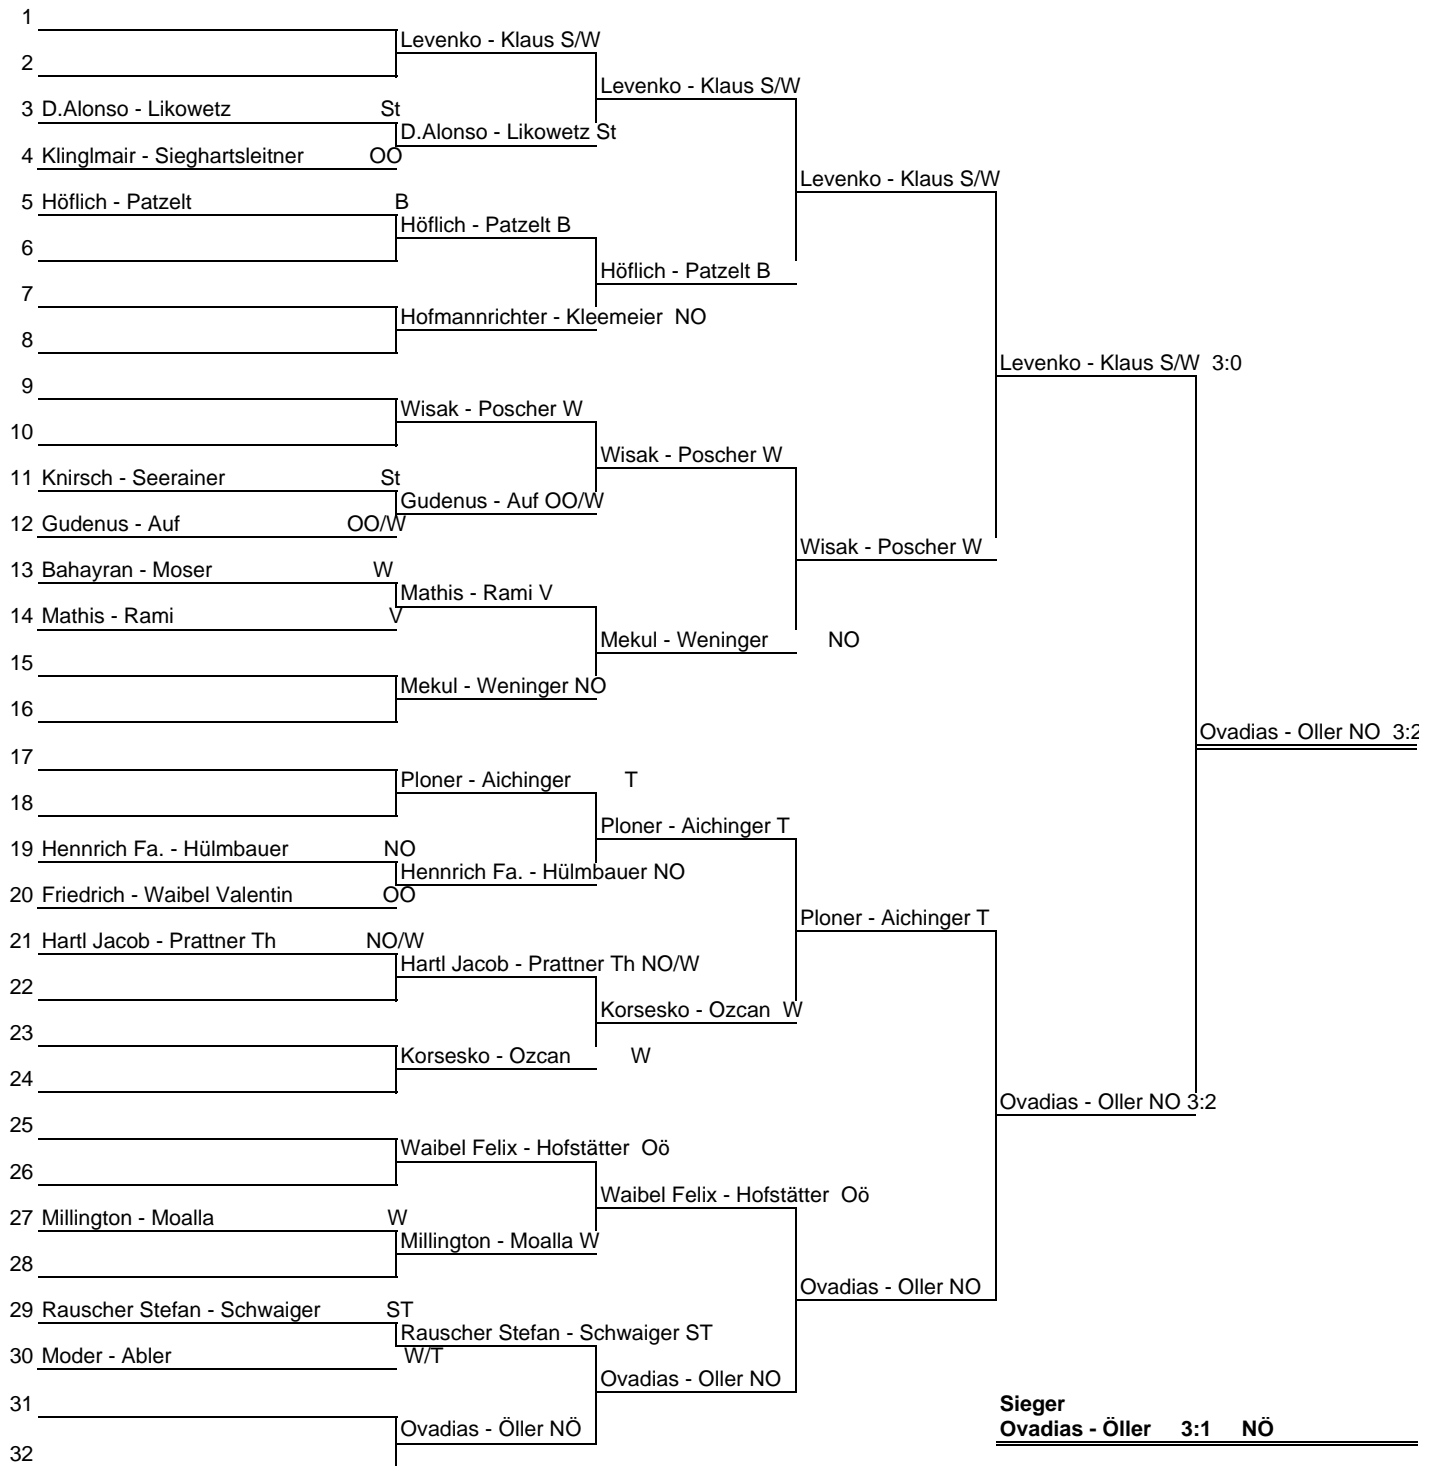 1
Levenko - Klaus S/W
2
Levenko - Klaus S/W
3 D.Alonso - Likowetz St
D.Alonso - Likowetz St
4 Klinglmair - Sieghartsleitner OO
Levenko - Klaus S/W
5 Höflich - Patzelt B
Höflich - Patzelt B
6
Höflich - Patzelt B
7
Hofmannrichter - Kleemeier NO
8
Levenko - Klaus S/W 3:0
9
Wisak - Poscher W
10
Wisak - Poscher W
11 Knirsch - Seerainer St
Gudenus - Auf OO/W
12 Gudenus - Auf OO/W
Wisak - Poscher W
13 Bahayran - Moser W
Mathis - Rami V
14 Mathis - Rami V
Mekul - Weninger NO
15
Mekul - Weninger NO
16
Ovadias - Oller NO 3:2
17
Ploner - Aichinger T
18
Ploner - Aichinger T
19 Hennrich Fa. - Hülmbauer NO
Hennrich Fa. - Hülmbauer NO
20 Friedrich - Waibel Valentin OO
Ploner - Aichinger T
21 Hartl Jacob - Prattner Th NO/W
Hartl Jacob - Prattner Th NO/W
22
Korsesko - Ozcan W
23
Korsesko - Ozcan W
24
Ovadias - Oller NO 3:2
25
Waibel Felix - Hofstätter Oö
26
Waibel Felix - Hofstätter Oö
27 Millington - Moalla W
Millington - Moalla W
28
Ovadias - Oller NO
29 Rauscher Stefan - Schwaiger ST
Rauscher Stefan - Schwaiger ST
30 Moder - Abler W/T
Ovadias - Oller NO
31
Sieger
Ovadias - Öller NÖ
Ovadias - Öller 3:1 NÖ
32